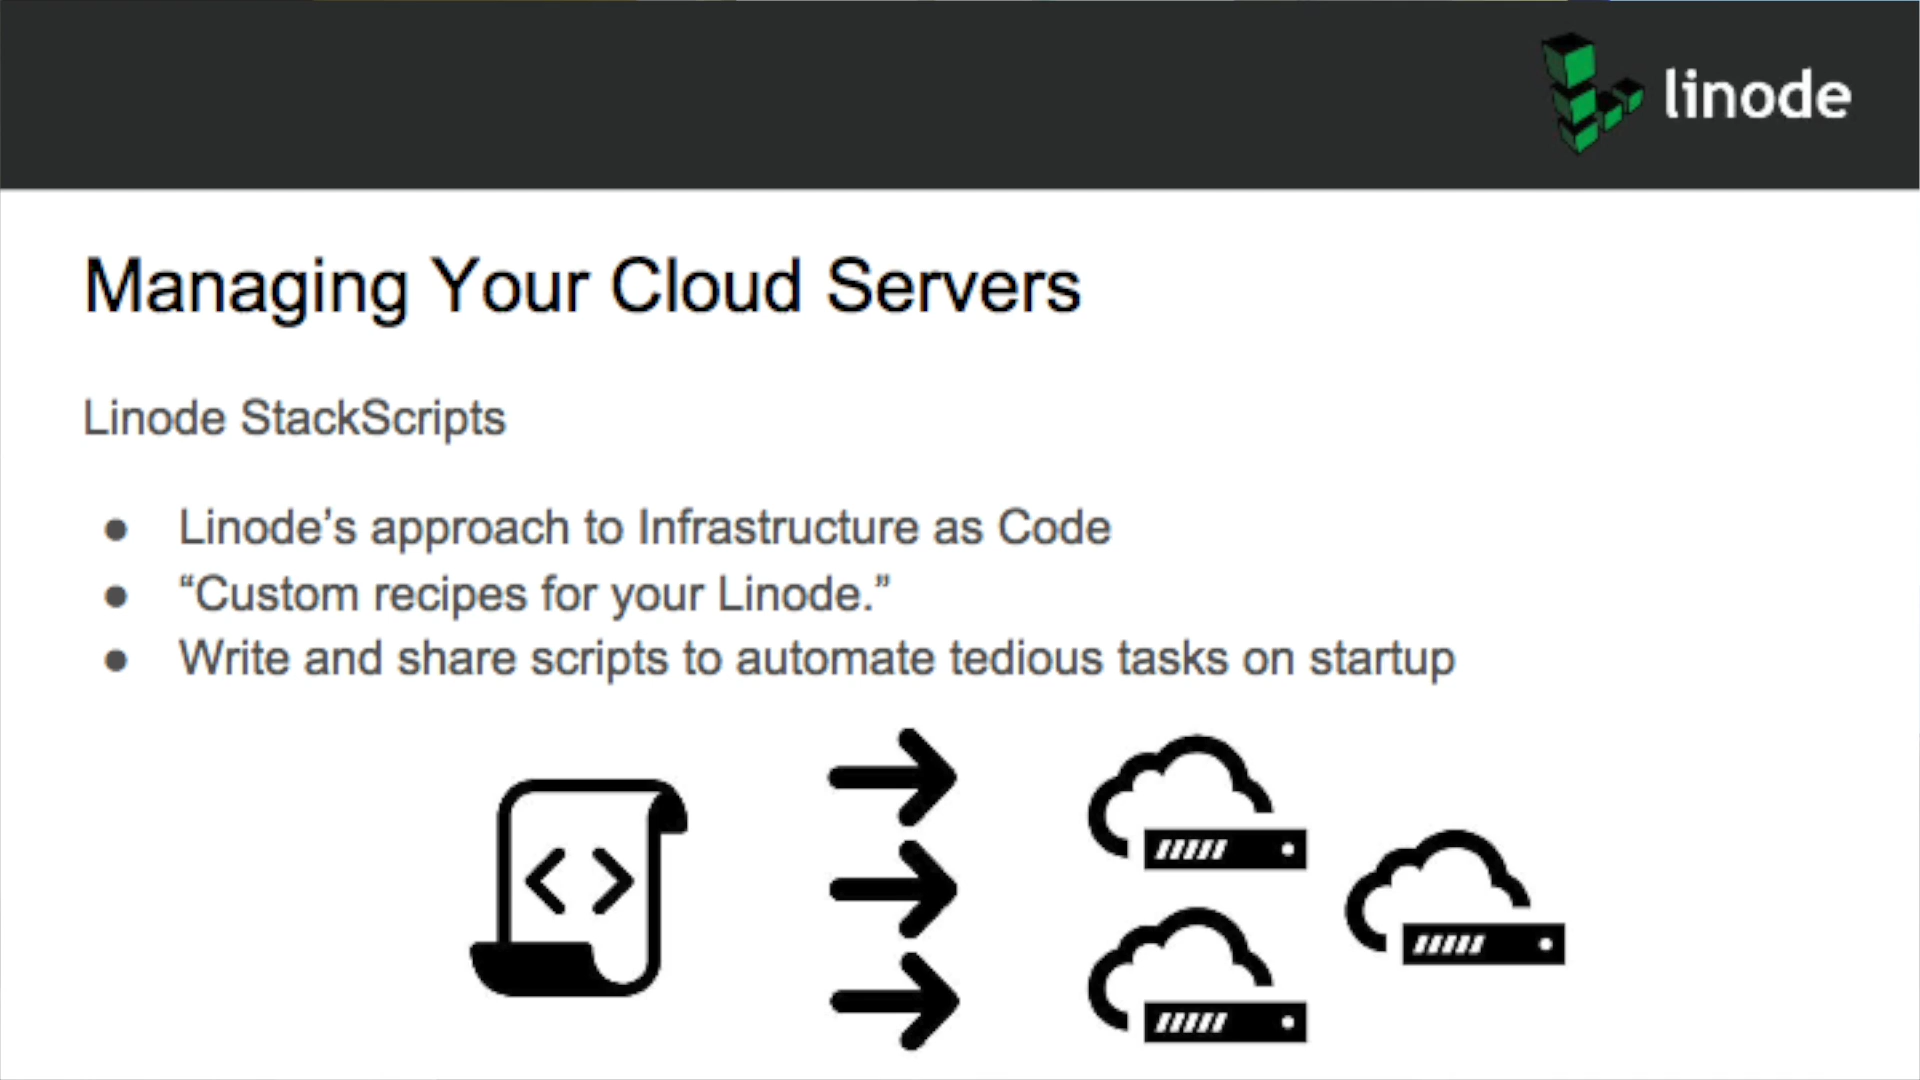 linode
Managing Your Cloud Servers
Linode StackScripts
● Linode’s approach to Infrastructure as Code
● “Custom recipes for your Linode.”
● Write and share scripts to automate tedious tasks on startup